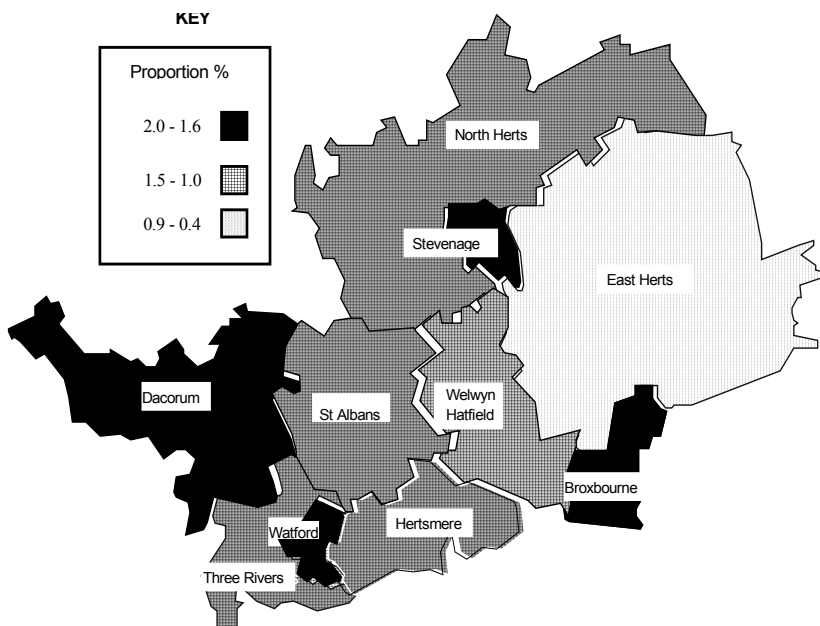 KEY
Proportion %
2.0 - 1.6
1.5 - 1.0
0.9 - 0.4
North Herts
Stevenage
East Herts
Dacorum
St Albans
Welwyn
Hatfield
Broxbourne
Watford
Hertsmere
Three Rivers